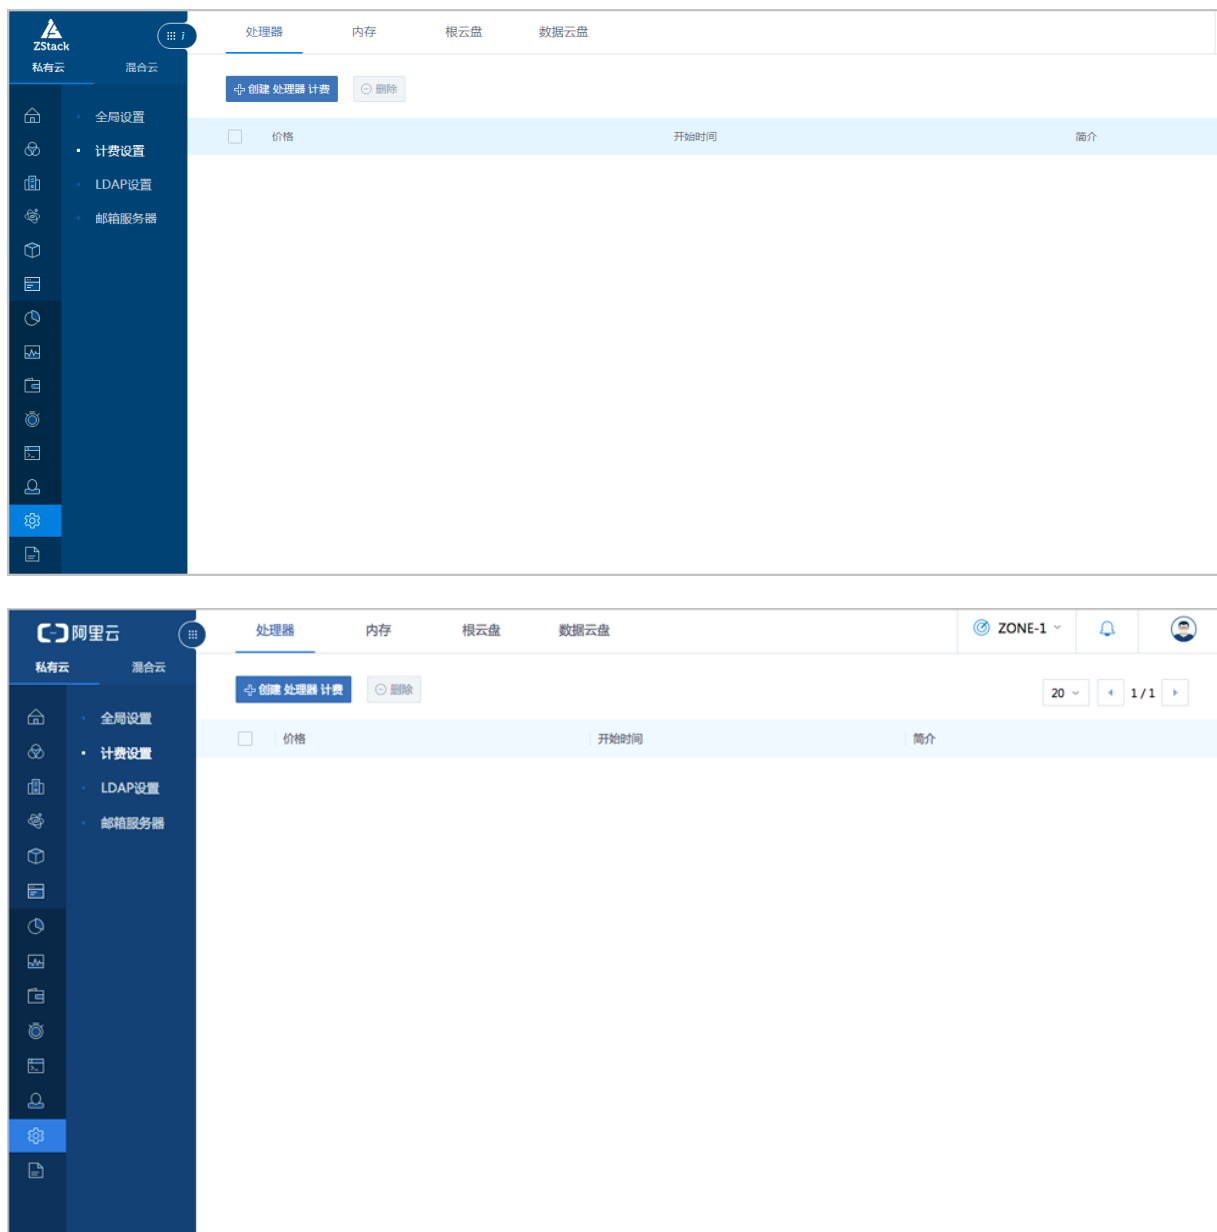 ZStack
处理器 内存 根云盘 数据云盘
私有云 混合云
创建 处理器 计费 删除
全局设置
价格 开始时间 简介
计费设置
LDAP设置
邮箱服务器
阿里云
处理器 内存 根云盘 数据云盘 ZONE-1
私有云 混合云
创建 处理器 计费 删除 20 1 / 1
全局设置
价格 开始时间 简介
计费设置
LDAP设置
邮箱服务器